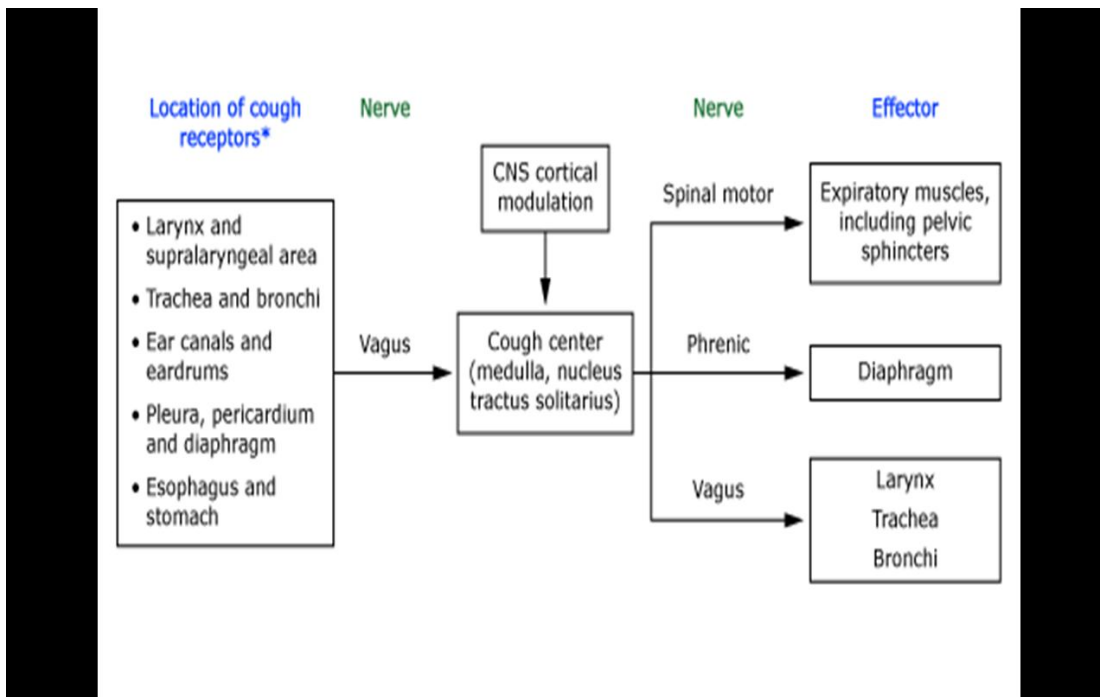 Location of cough
receptors*
Nerve
Nerve
Effector
• Larynx and
supralaryngeal area
• Trachea and bronchi
• Ear canals and
eardrums
• Pleura, pericardium
and diaphragm
• Esophagus and
stomach
Vagus
CNS cortical
modulation
Cough center
(medulla, nucleus
tractus solitarius)
Spinal motor
Expiratory muscles,
including pelvic
sphincters
Phrenic
Diaphragm
Vagus
Larynx
Trachea
Bronchi